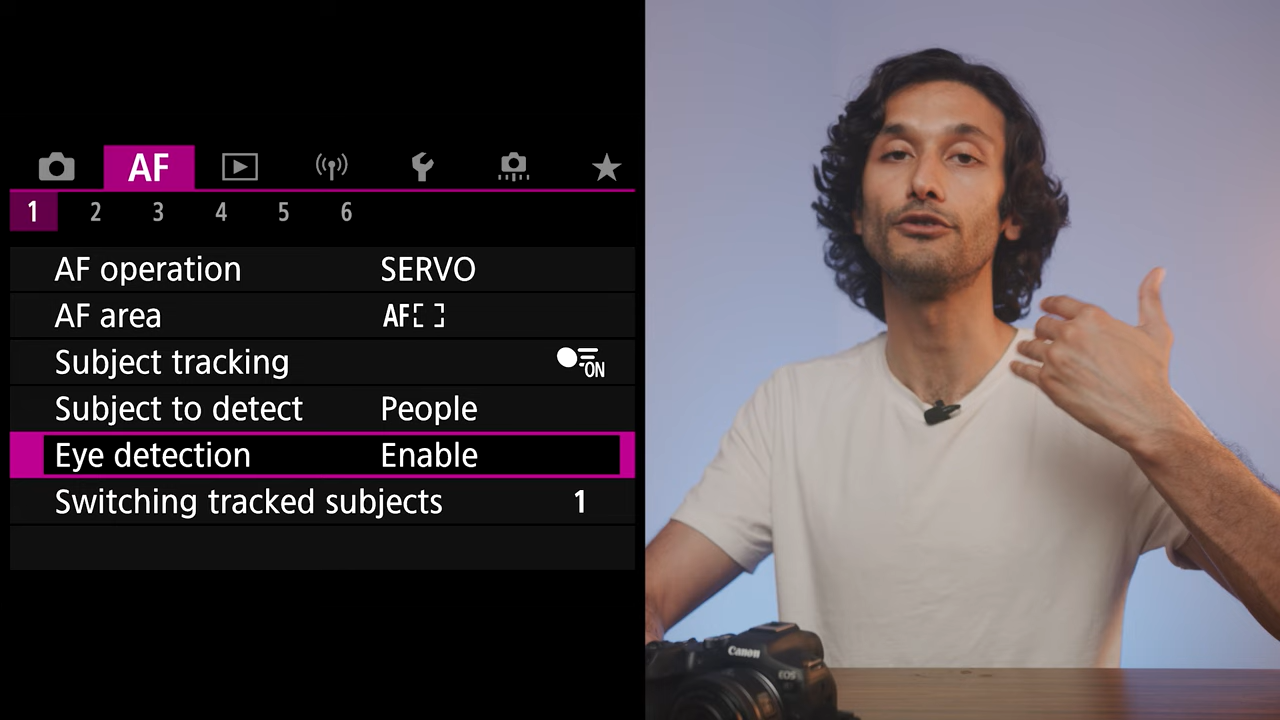 AF
1 2 3 4 5 6
AF operation SERVO
AF area AF[ ]
Subject tracking ON
Subject to detect People
Eye detection Enable
Switching tracked subjects 1
Canon
EOS